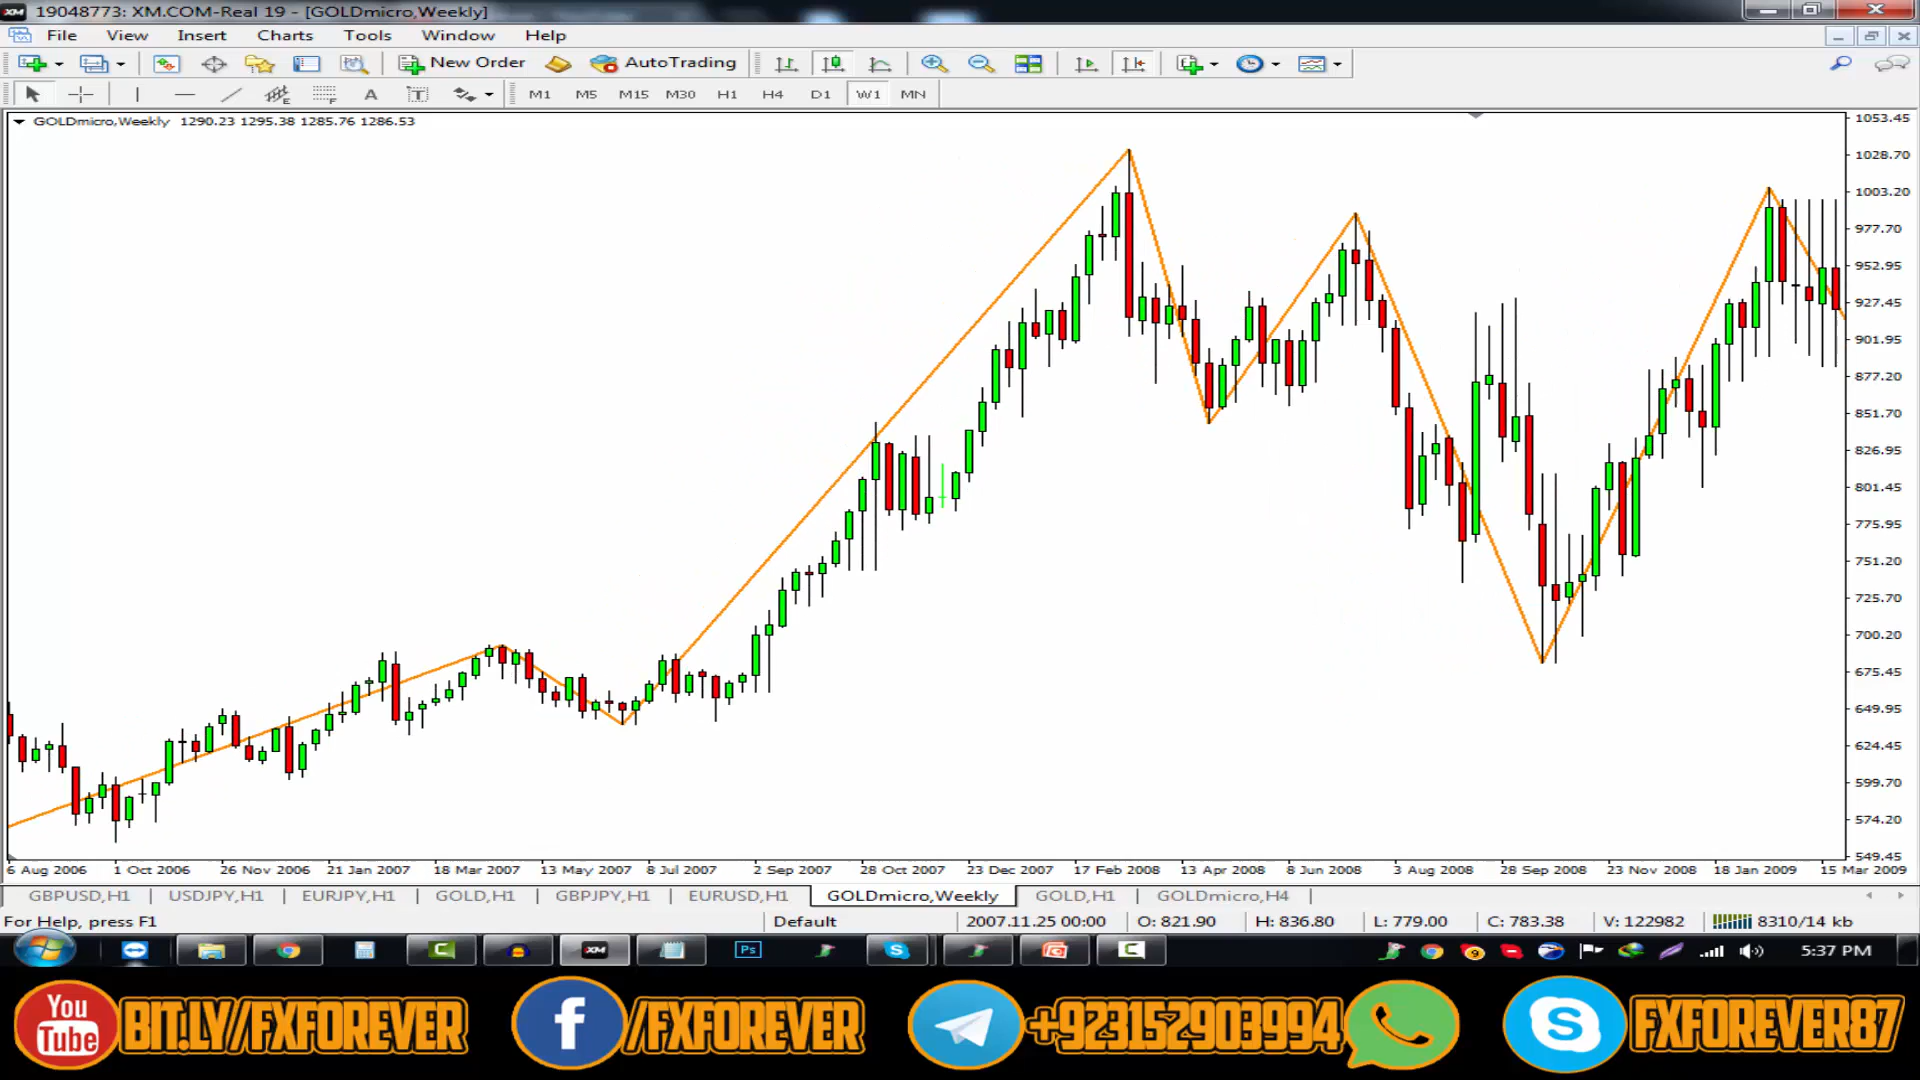 19048773: XM.COM-Real 19 - [GOLDmicro,Weekly]
File View Insert Charts Tools Window Help
New Order AutoTrading
A T M1 M5 M15 M30 H1 H4 D1 W1 MN
GOLDmicro,Weekly 1290.23 1295.38 1285.76 1286.53
1053.45
1028.70
1003.20
977.70
952.95
927.45
901.95
877.20
851.70
826.95
801.45
775.95
751.20
725.70
700.20
675.45
649.95
624.45
599.70
574.20
549.45
6 Aug 2006 1 Oct 2006 26 Nov 2006 21 Jan 2007 18 Mar 2007 13 May 2007 8 Jul 2007 2 Sep 2007 28 Oct 2007 23 Dec 2007 17 Feb 2008 13 Apr 2008 8 Jun 2008 3 Aug 2008 28 Sep 2008 23 Nov 2008 18 Jan 2009 15 Mar 2009
GBPUSD,H1 USDJPY,H1 EURJPY,H1 GOLD,H1 GBPJPY,H1 EURUSD,H1 GOLDmicro,Weekly GOLD,H1 GOLDmicro,H4
For Help, press F1 Default 2007.11.25 00:00 O: 821.90 H: 836.80 L: 779.00 C: 783.38 V: 122982 8310/14 kb
5:37 PM
You Tube BIT.LY/FXFOREVER f /FXFOREVER +923152903994 S FXFOREVER87